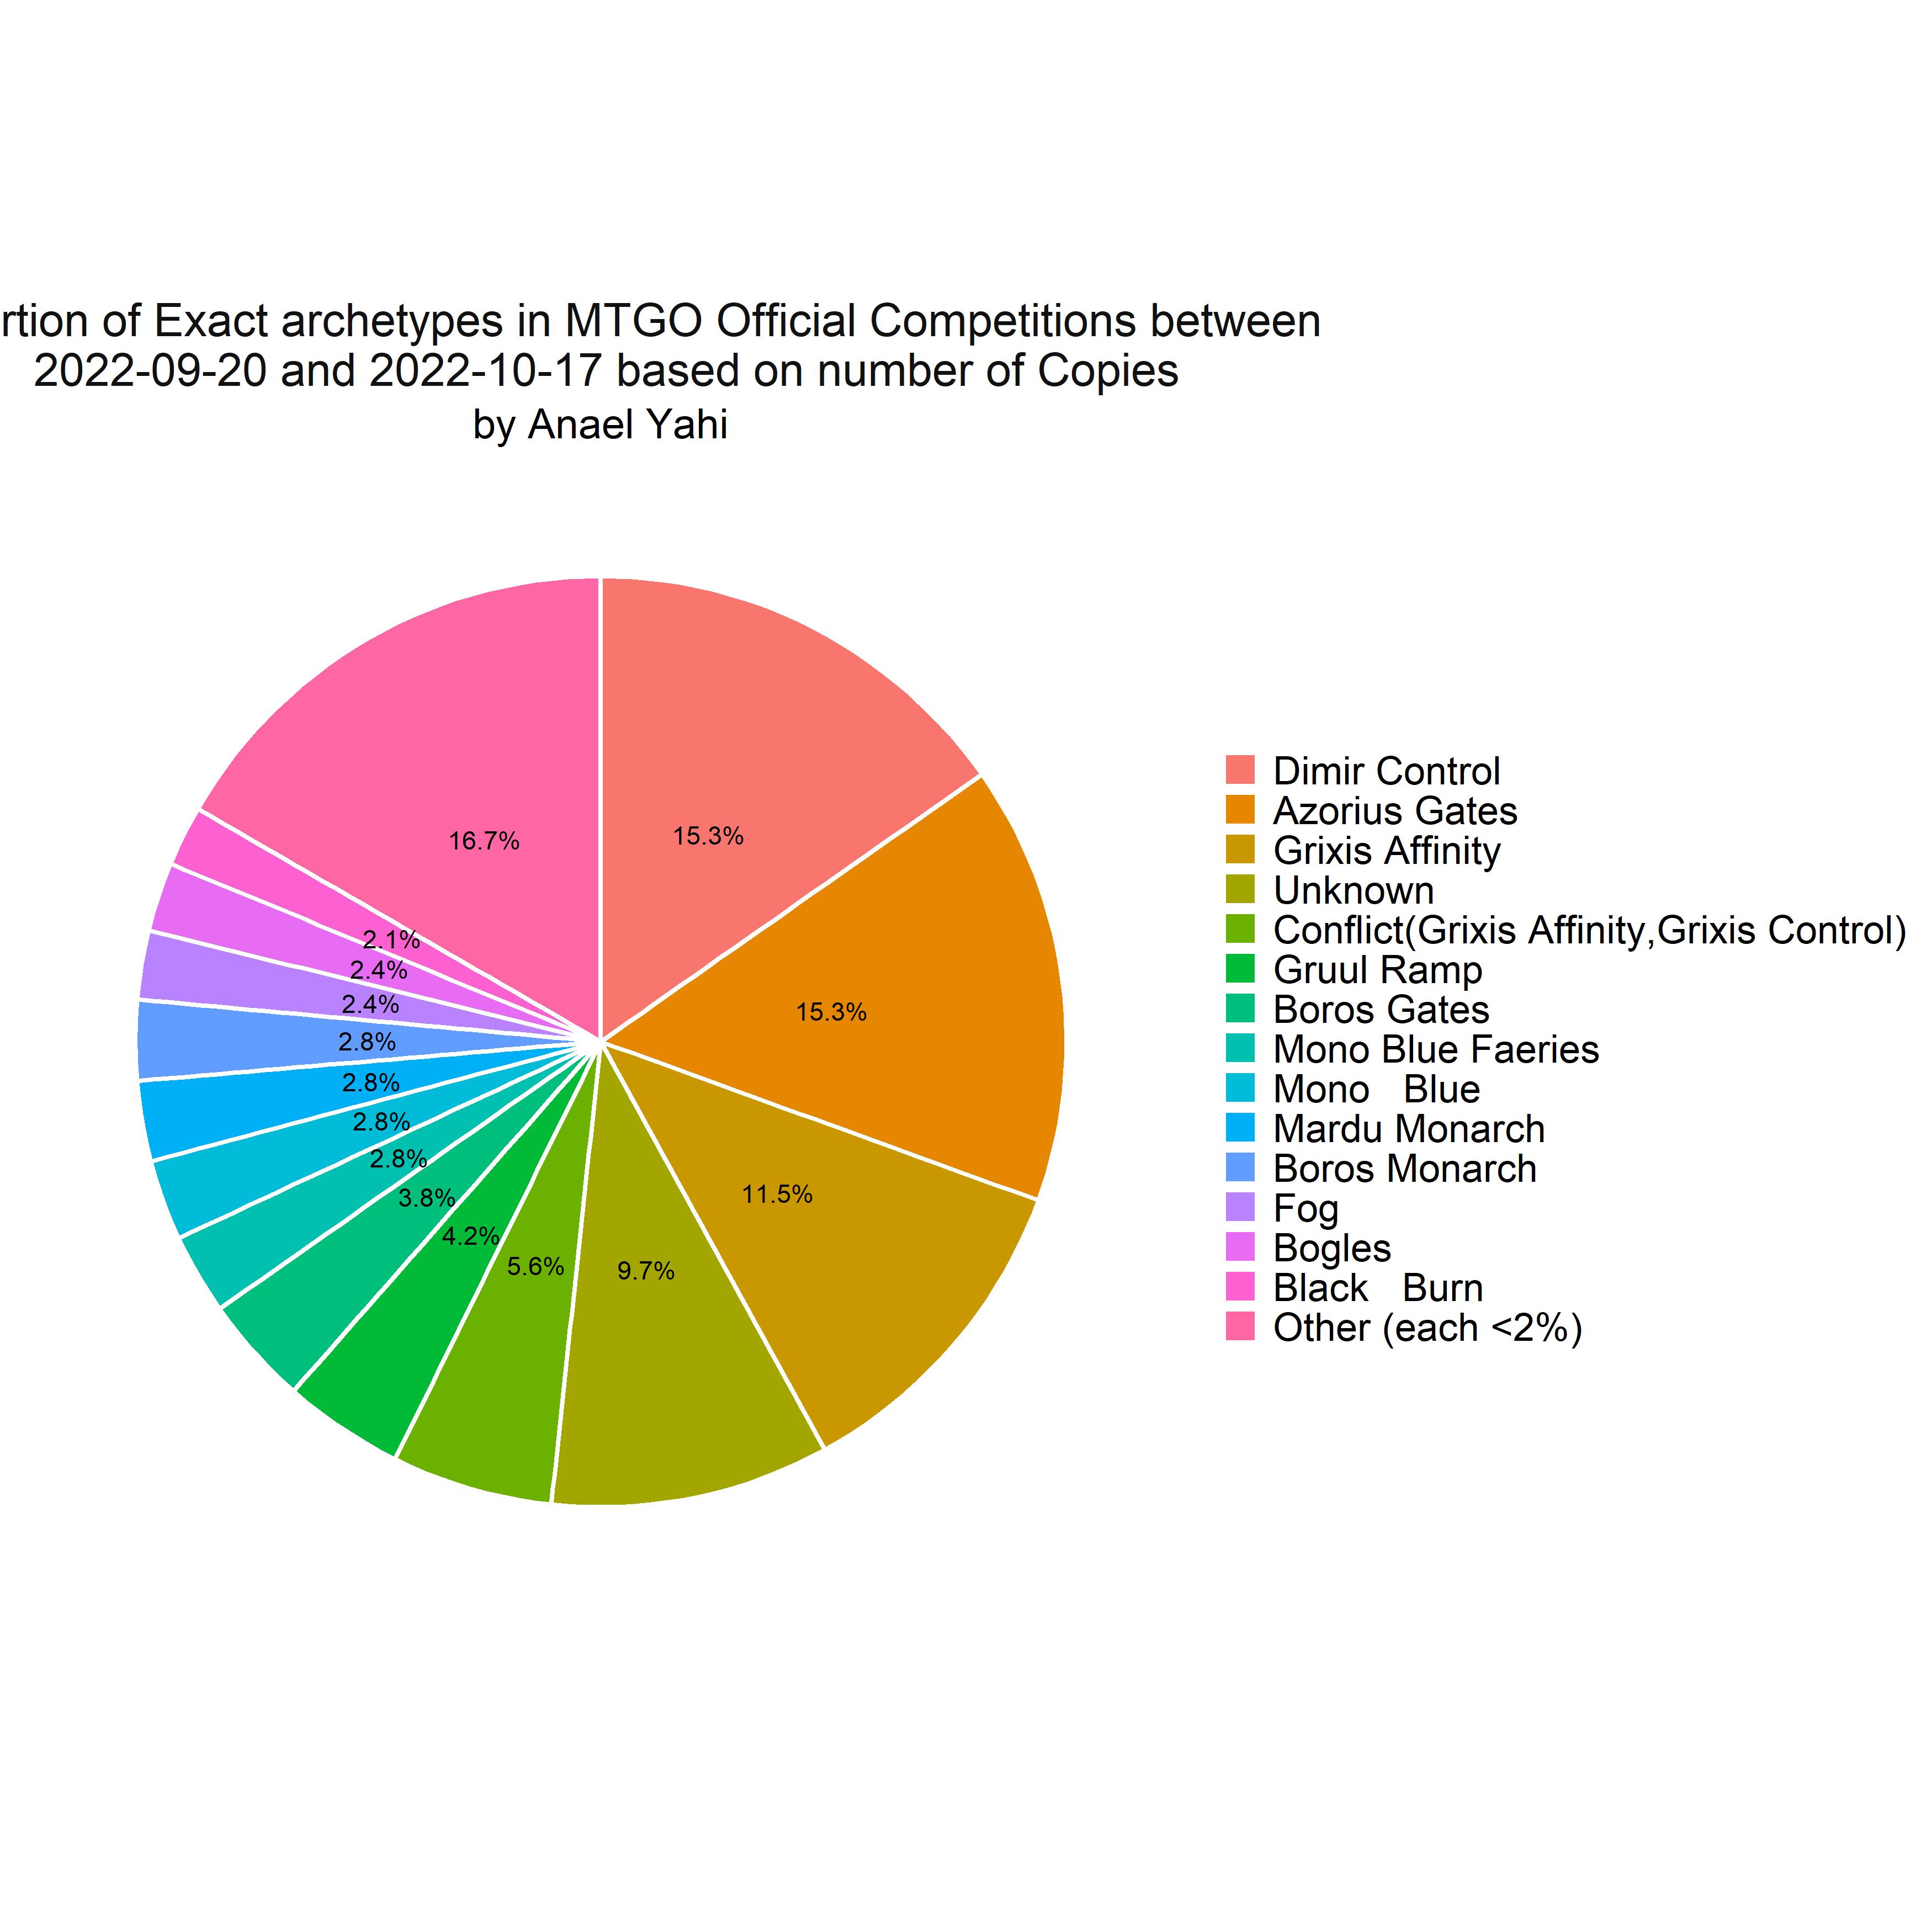 rtion of Exact archetypes in MTGO Official Competitions between
2022-09-20 and 2022-10-17 based on number of Copies
by Anael Yahi
16.7%
15.3%
2.1%
2.4%
2.4%
15.3%
2.8%
2.8%
2.8%
2.8%
3.8%
11.5%
4.2%
5.6%
9.7%
Dimir Control
Azorius Gates
Grixis Affinity
Unknown
Conflict(Grixis Affinity,Grixis Control)
Gruul Ramp
Boros Gates
Mono Blue Faeries
Mono   Blue
Mardu Monarch
Boros Monarch
Fog
Bogles
Black   Burn
Other (each <2%)